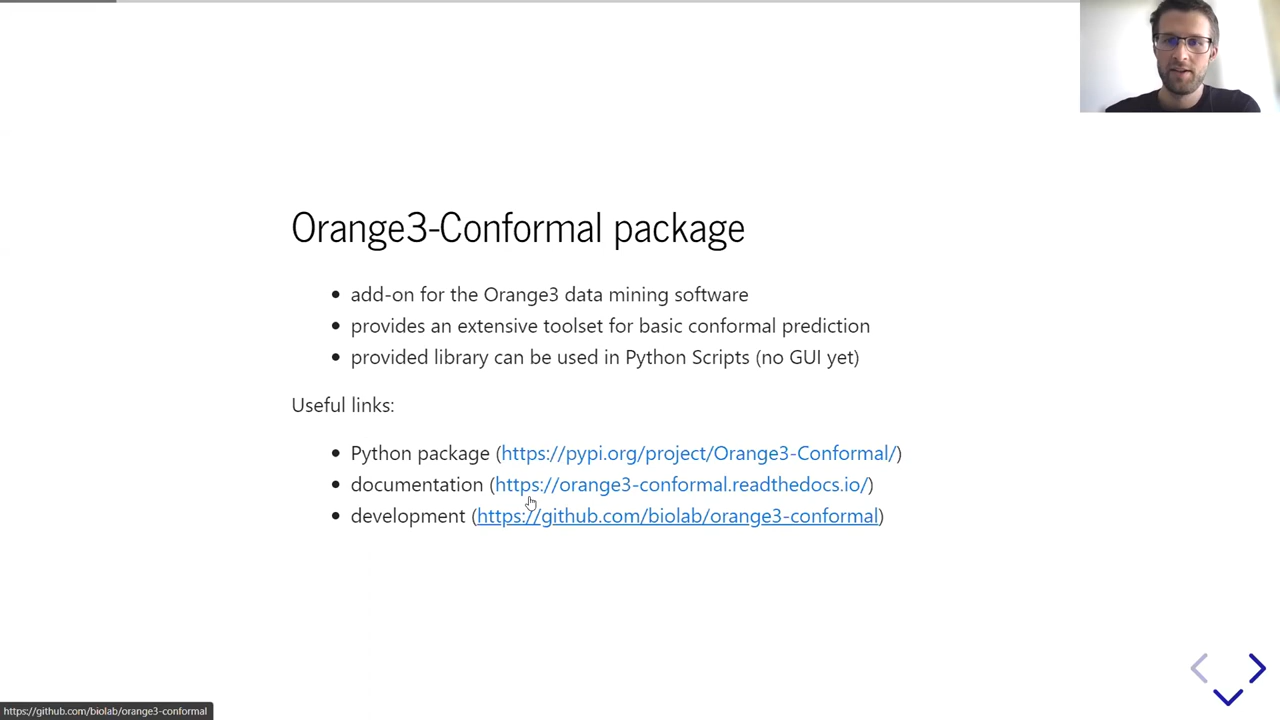 Orange3-Conformal package
add-on for the Orange3 data mining software
provides an extensive toolset for basic conformal prediction
provided library can be used in Python Scripts (no GUI yet)
Useful links:
Python package (https://pypi.org/project/Orange3-Conformal/)
documentation (https://orange3-conformal.readthedocs.io/)
development (https://github.com/biolab/orange3-conformal)
https://github.com/biolab/orange3-conformal